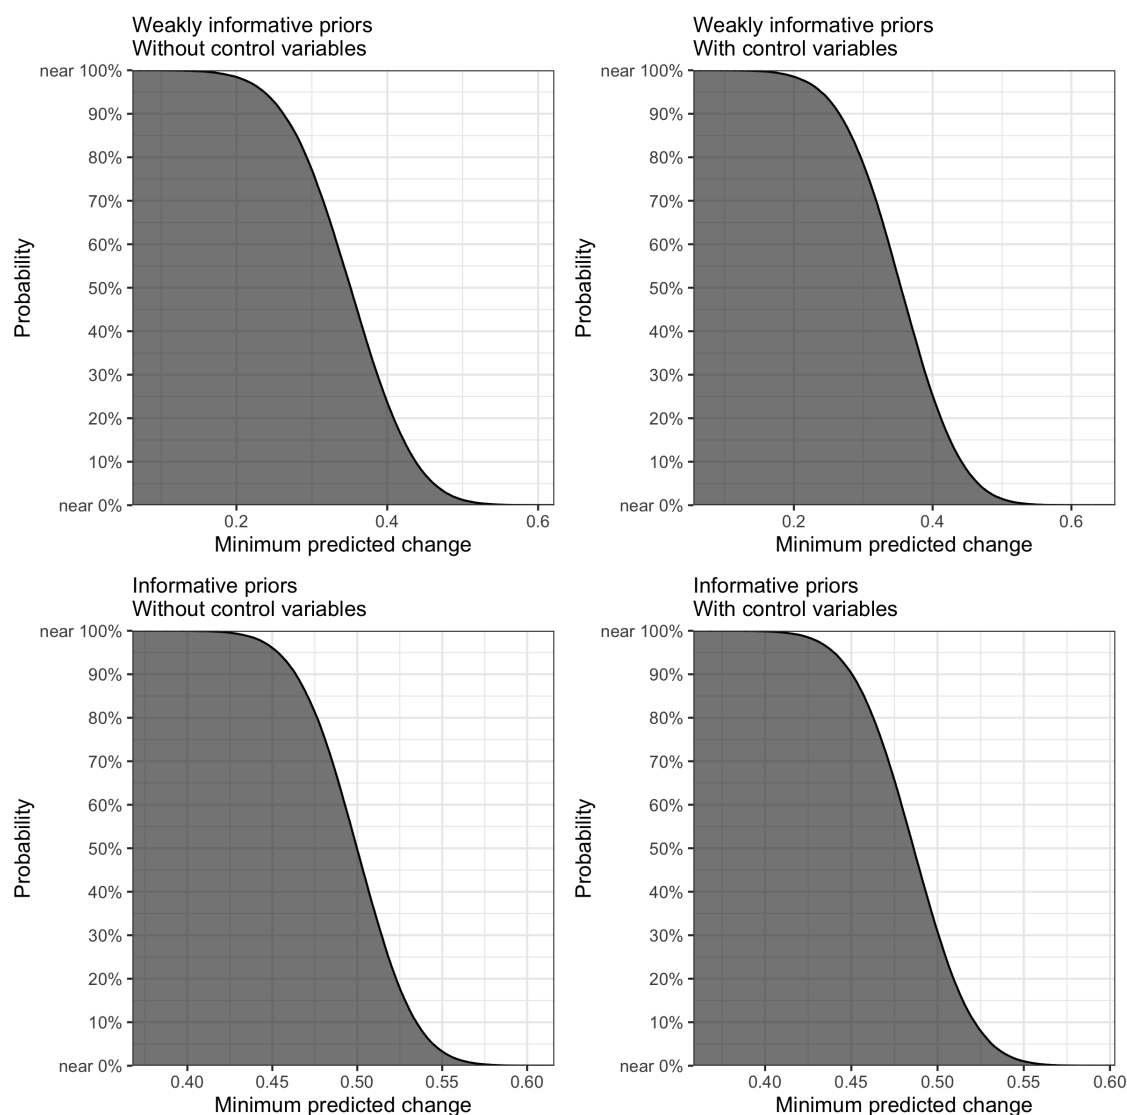 Weakly informative priors
Without control variables
near 100%
90%
80%
70%
60%
50%
40%
30%
20%
10%
near 0%
Probability
0.2 0.4 0.6
Minimum predicted change
Weakly informative priors
With control variables
near 100%
90%
80%
70%
60%
50%
40%
30%
20%
10%
near 0%
Probability
0.2 0.4 0.6
Minimum predicted change
Informative priors
Without control variables
near 100%
90%
80%
70%
60%
50%
40%
30%
20%
10%
near 0%
Probability
0.40 0.45 0.50 0.55 0.60
Minimum predicted change
Informative priors
With control variables
near 100%
90%
80%
70%
60%
50%
40%
30%
20%
10%
near 0%
Probability
0.40 0.45 0.50 0.55 0.60
Minimum predicted change